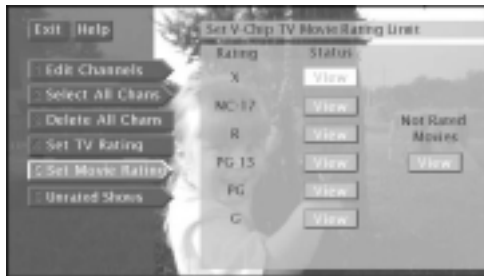 Exit Help
Set V-Chip TV Movie Rating Limit
Rating Status
X View
NC-17 View
R View
PG 13 View
PG View
G View
Not Rated
Movies
View
Edit Channels
Select All Chans
Delete All Cham
Set TV Rating
Set Movie Rating
Unrated Shows